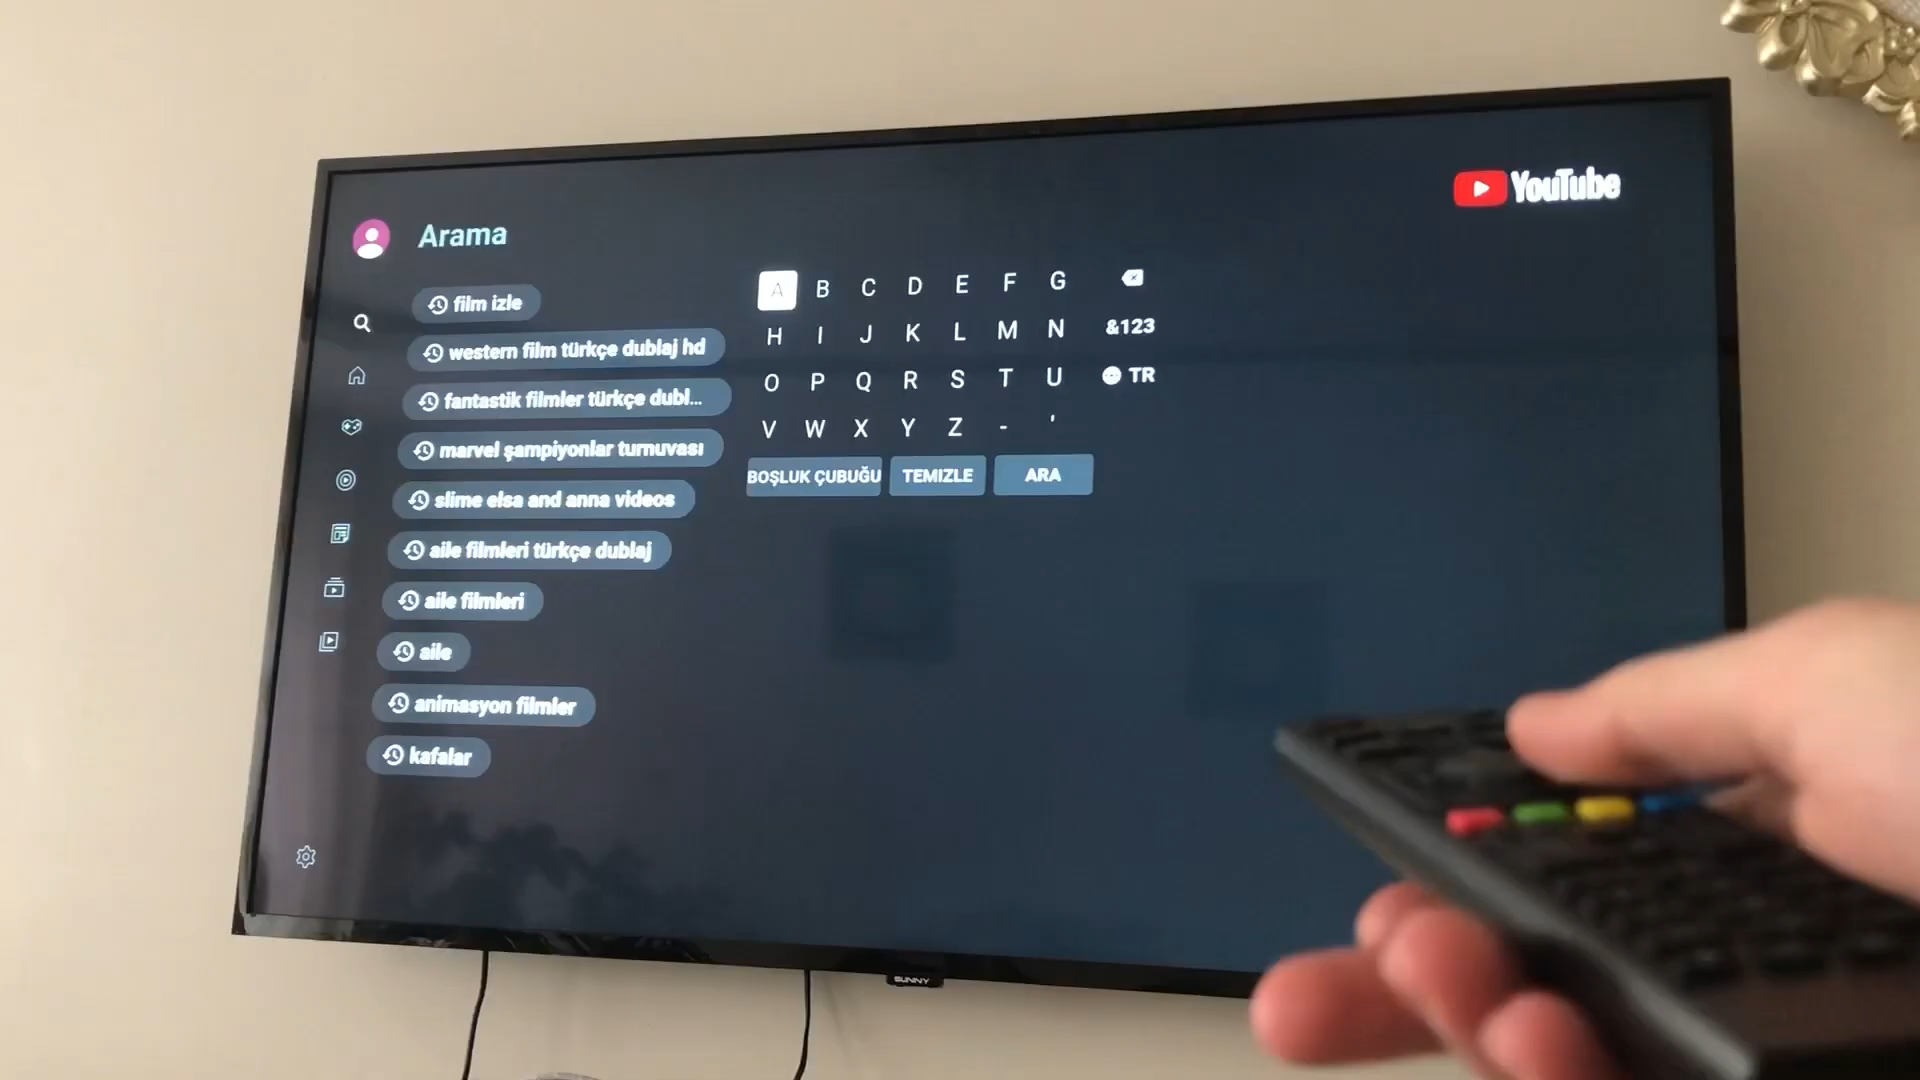 YouTube
Arama
film izle
western film türkçe dublaj hd
fantastik filmler türkçe dubl...
marvel şampiyonlar turnuvası
slime elsa and anna videos
aile filmleri türkçe dublaj
aile filmleri
aile
animasyon filmler
kafalar
A B C D E F G
H I J K L M N &123
O P Q R S T U TR
V W X Y Z - '
BOŞLUK ÇUBUĞU TEMIZLE ARA
SUNNY